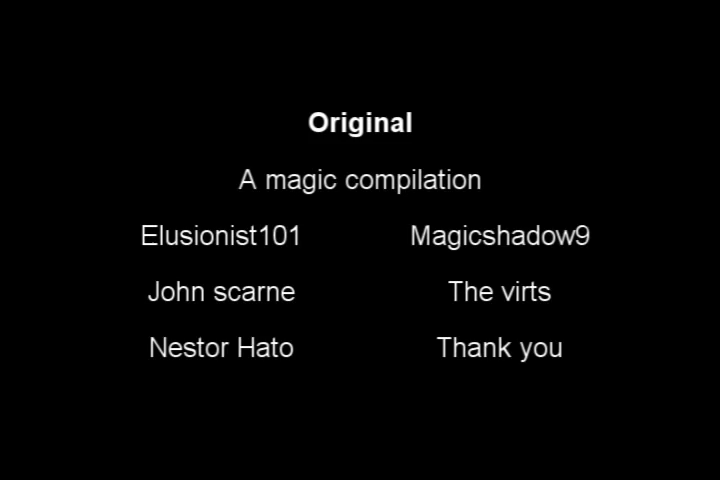 Original
A magic compilation
Elusionist101 Magicshadow9
John scarne The virts
Nestor Hato Thank you